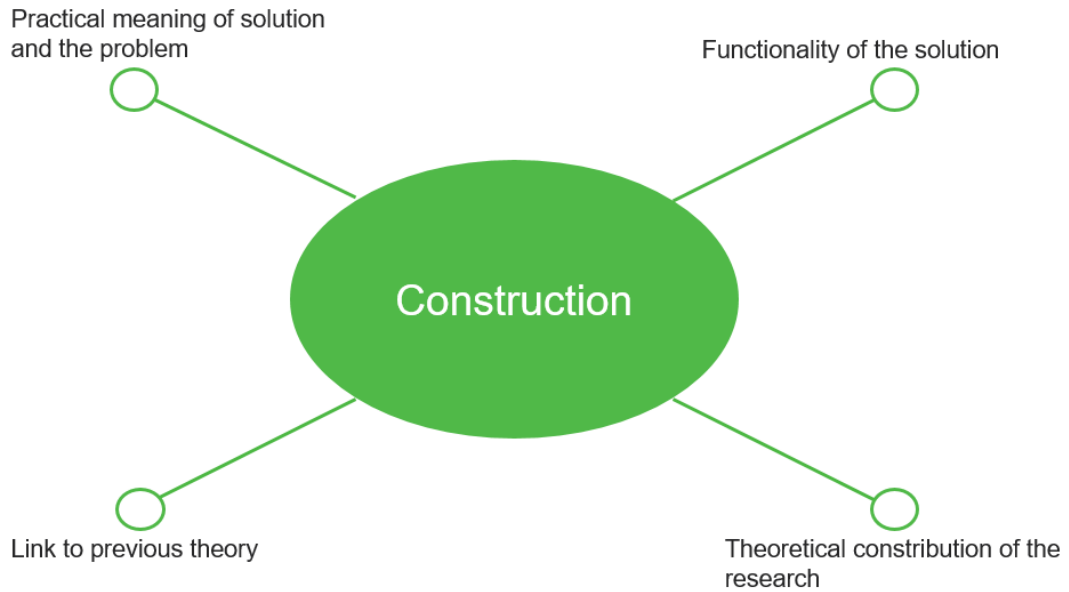 Practical meaning of solution
and the problem
Functionality of the solution
Construction
Link to previous theory
Theoretical constribution of the
research